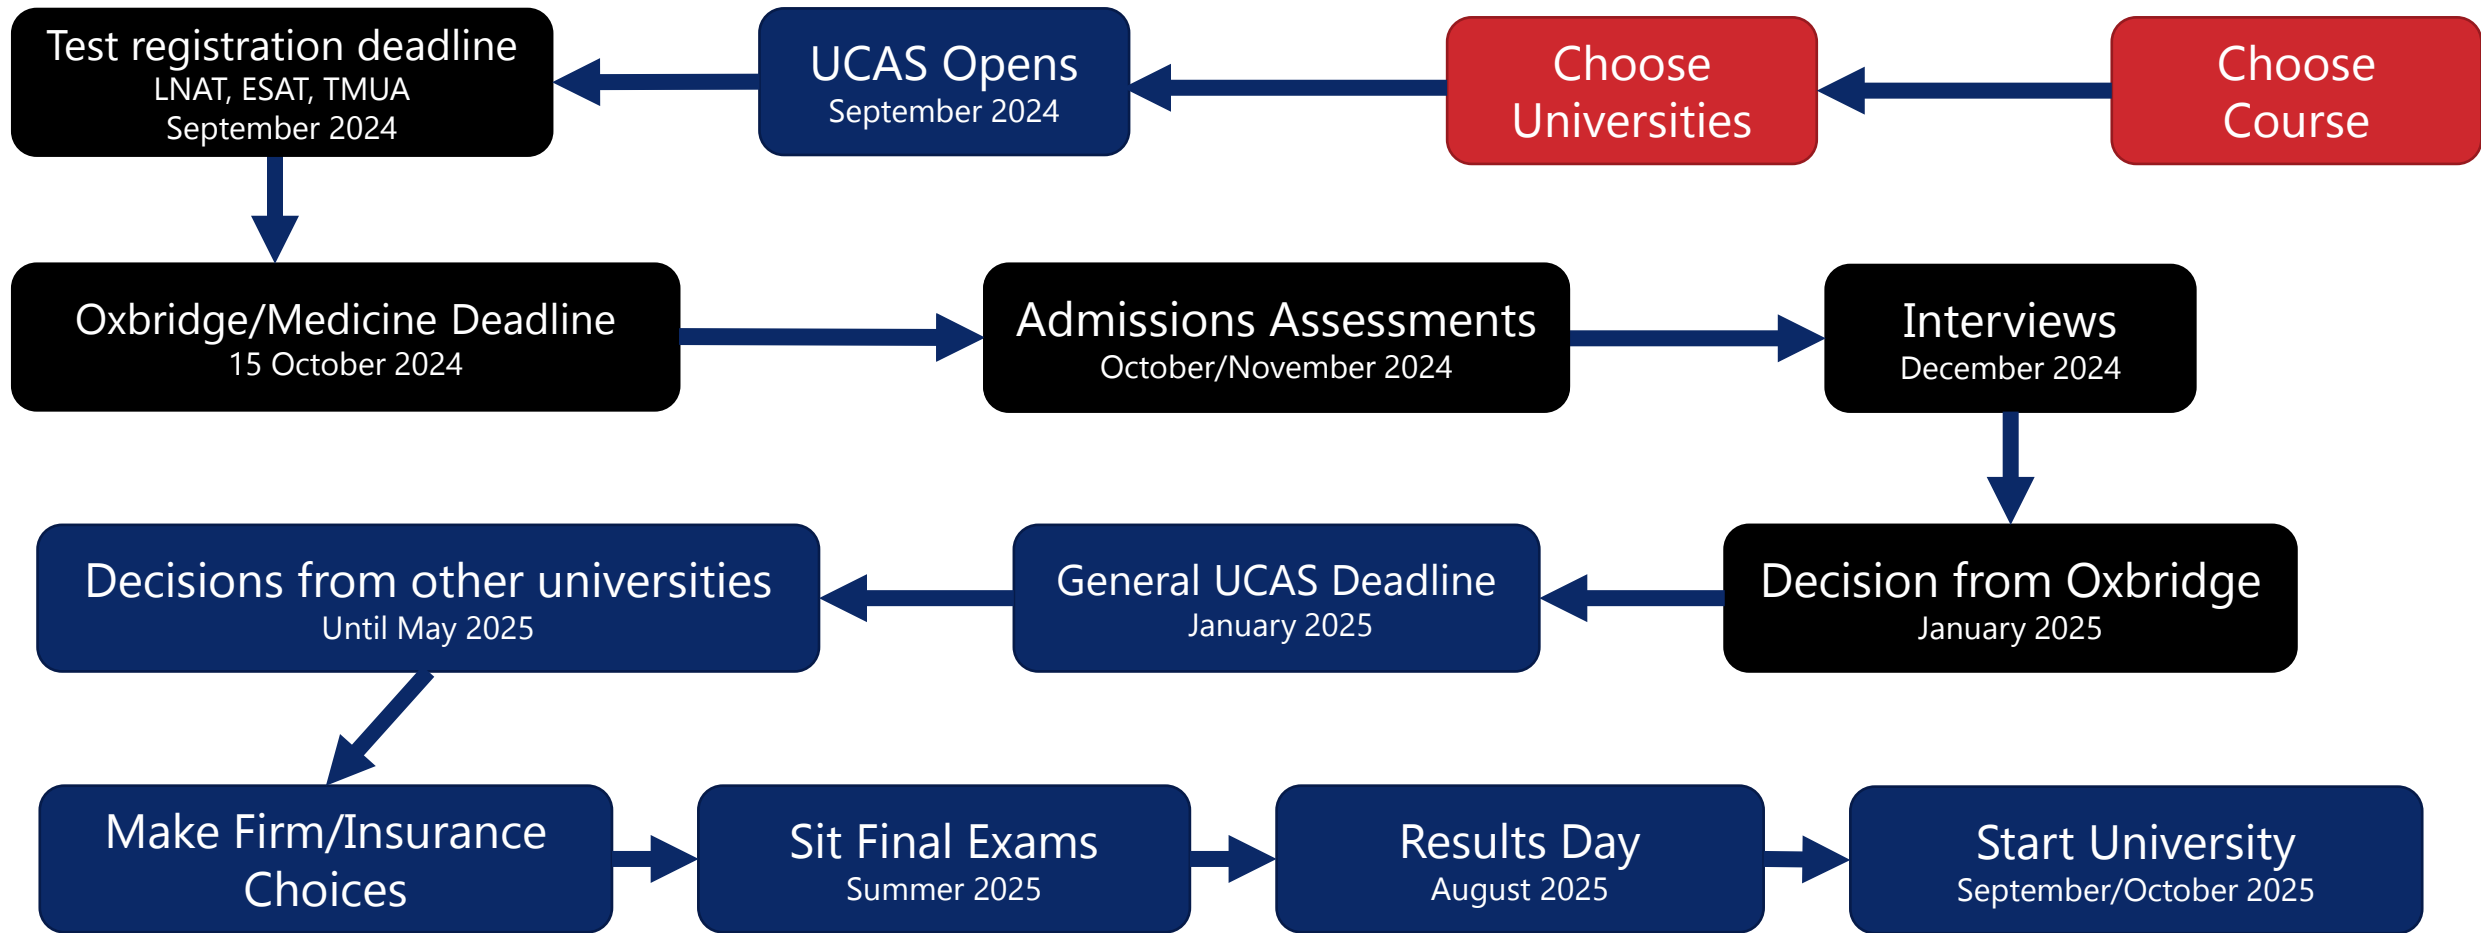 Choose
Course
Choose
Universities
UCAS Opens
September 2024
Test registration deadline
LNAT, ESAT, TMUA
September 2024
Oxbridge/Medicine Deadline
15 October 2024
Admissions Assessments
October/November 2024
Interviews
December 2024
Decision from Oxbridge
January 2025
General UCAS Deadline
January 2025
Decisions from other universities
Until May 2025
Make Firm/Insurance
Choices
Sit Final Exams
Summer 2025
Results Day
August 2025
Start University
September/October 2025